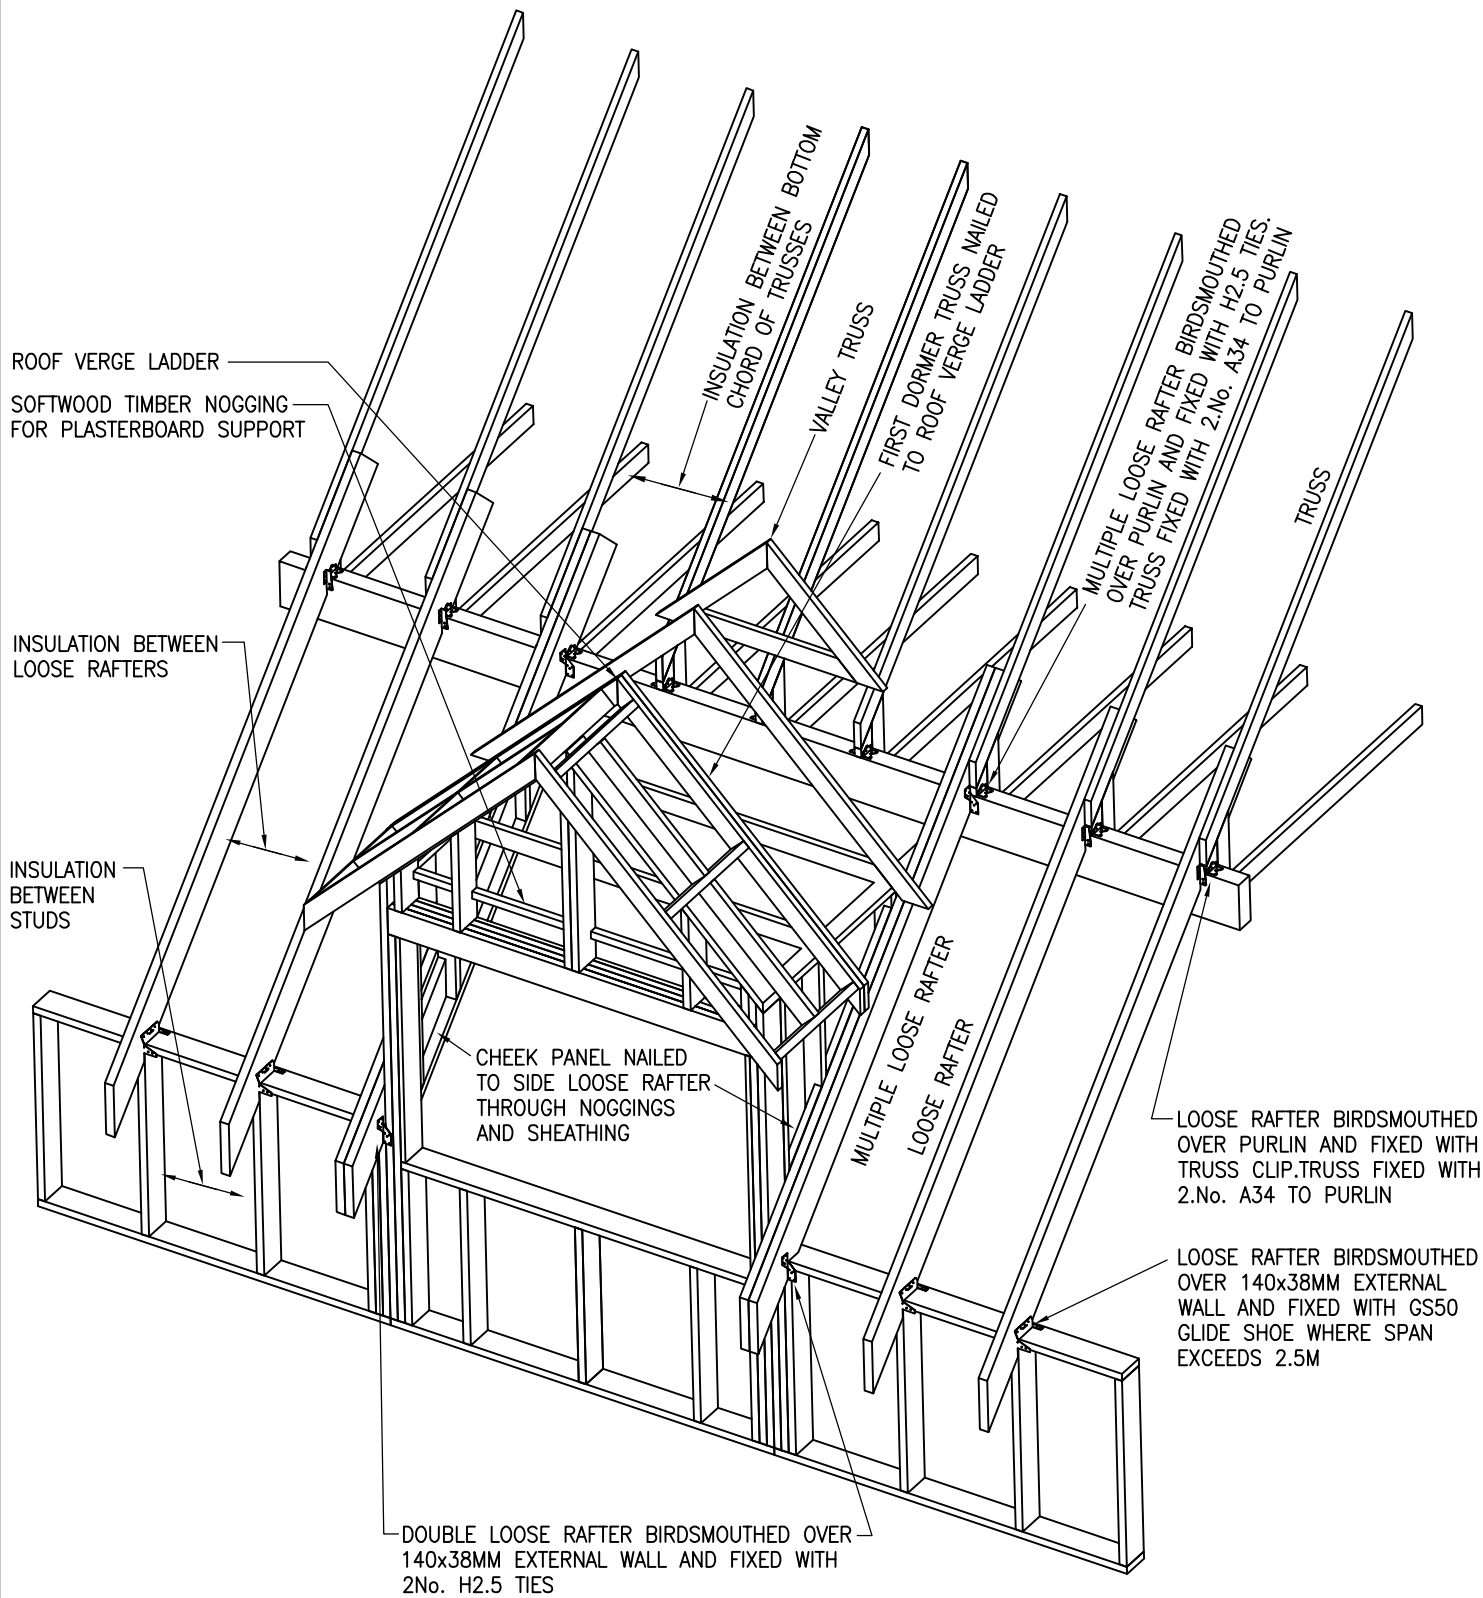 INSULATION BETWEEN BOTTOM
CHORD OF TRUSSES
VALLEY TRUSS
FIRST DORMER TRUSS NAILED
TO ROOF VERGE LADDER
MULTIPLE LOOSE RAFTER BIRDSMOUTHED
OVER PURLIN AND FIXED WITH H2.5 TIES.
TRUSS FIXED WITH 2.No. A34 TO PURLIN
TRUSS
ROOF VERGE LADDER
SOFTWOOD TIMBER NOGGING
FOR PLASTERBOARD SUPPORT
INSULATION BETWEEN
LOOSE RAFTERS
INSULATION
BETWEEN
STUDS
CHEEK PANEL NAILED
TO SIDE LOOSE RAFTER
THROUGH NOGGINGS
AND SHEATHING
MULTIPLE LOOSE RAFTER
LOOSE RAFTER
LOOSE RAFTER BIRDSMOUTHED
OVER PURLIN AND FIXED WITH
TRUSS CLIP.TRUSS FIXED WITH
2.No. A34 TO PURLIN
LOOSE RAFTER BIRDSMOUTHED
OVER 140x38MM EXTERNAL
WALL AND FIXED WITH GS50
GLIDE SHOE WHERE SPAN
EXCEEDS 2.5M
DOUBLE LOOSE RAFTER BIRDSMOUTHED OVER
140x38MM EXTERNAL WALL AND FIXED WITH
2No. H2.5 TIES